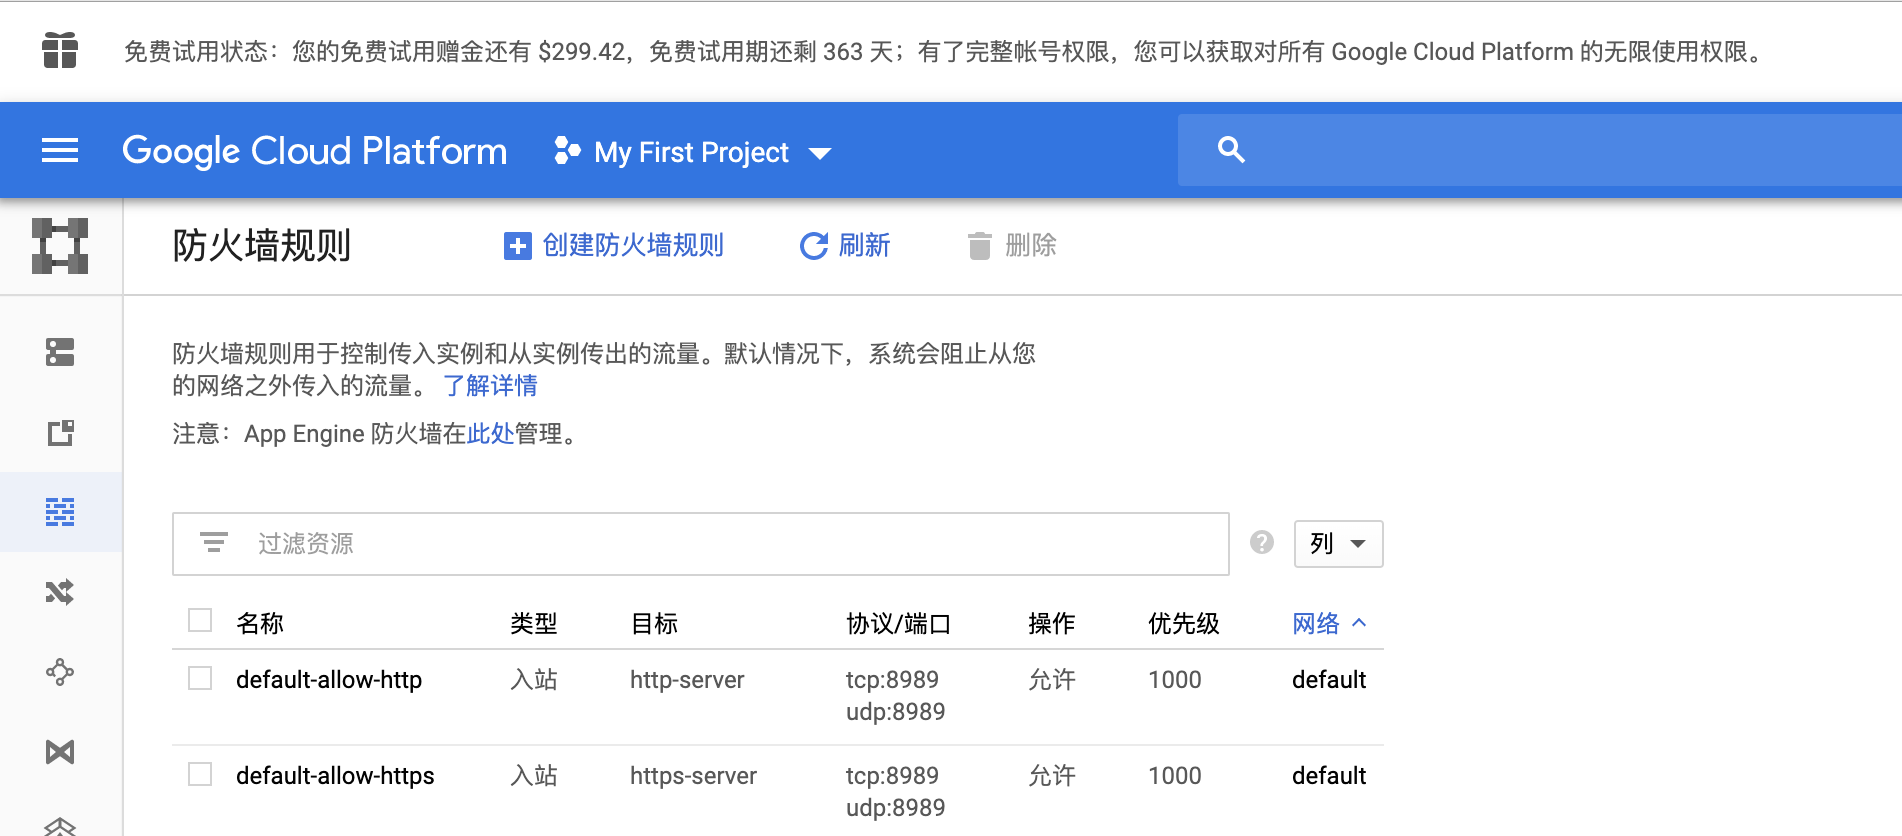 免费试用状态：您的免费试用赠金还有 $299.42，免费试用期还剩 363 天；有了完整帐号权限，您可以获取对所有 Google Cloud Platform 的无限使用权限。
Google Cloud Platform My First Project
防火墙规则 创建防火墙规则 刷新 删除
防火墙规则用于控制传入实例和从实例传出的流量。默认情况下，系统会阻止从您
的网络之外传入的流量。 了解详情
注意：App Engine 防火墙在此处管理。
过滤资源 ? 列
名称 类型 目标 协议/端口 操作 优先级 网络
default-allow-http 入站 http-server tcp:8989 允许 1000 default
udp:8989
default-allow-https 入站 https-server tcp:8989 允许 1000 default
udp:8989